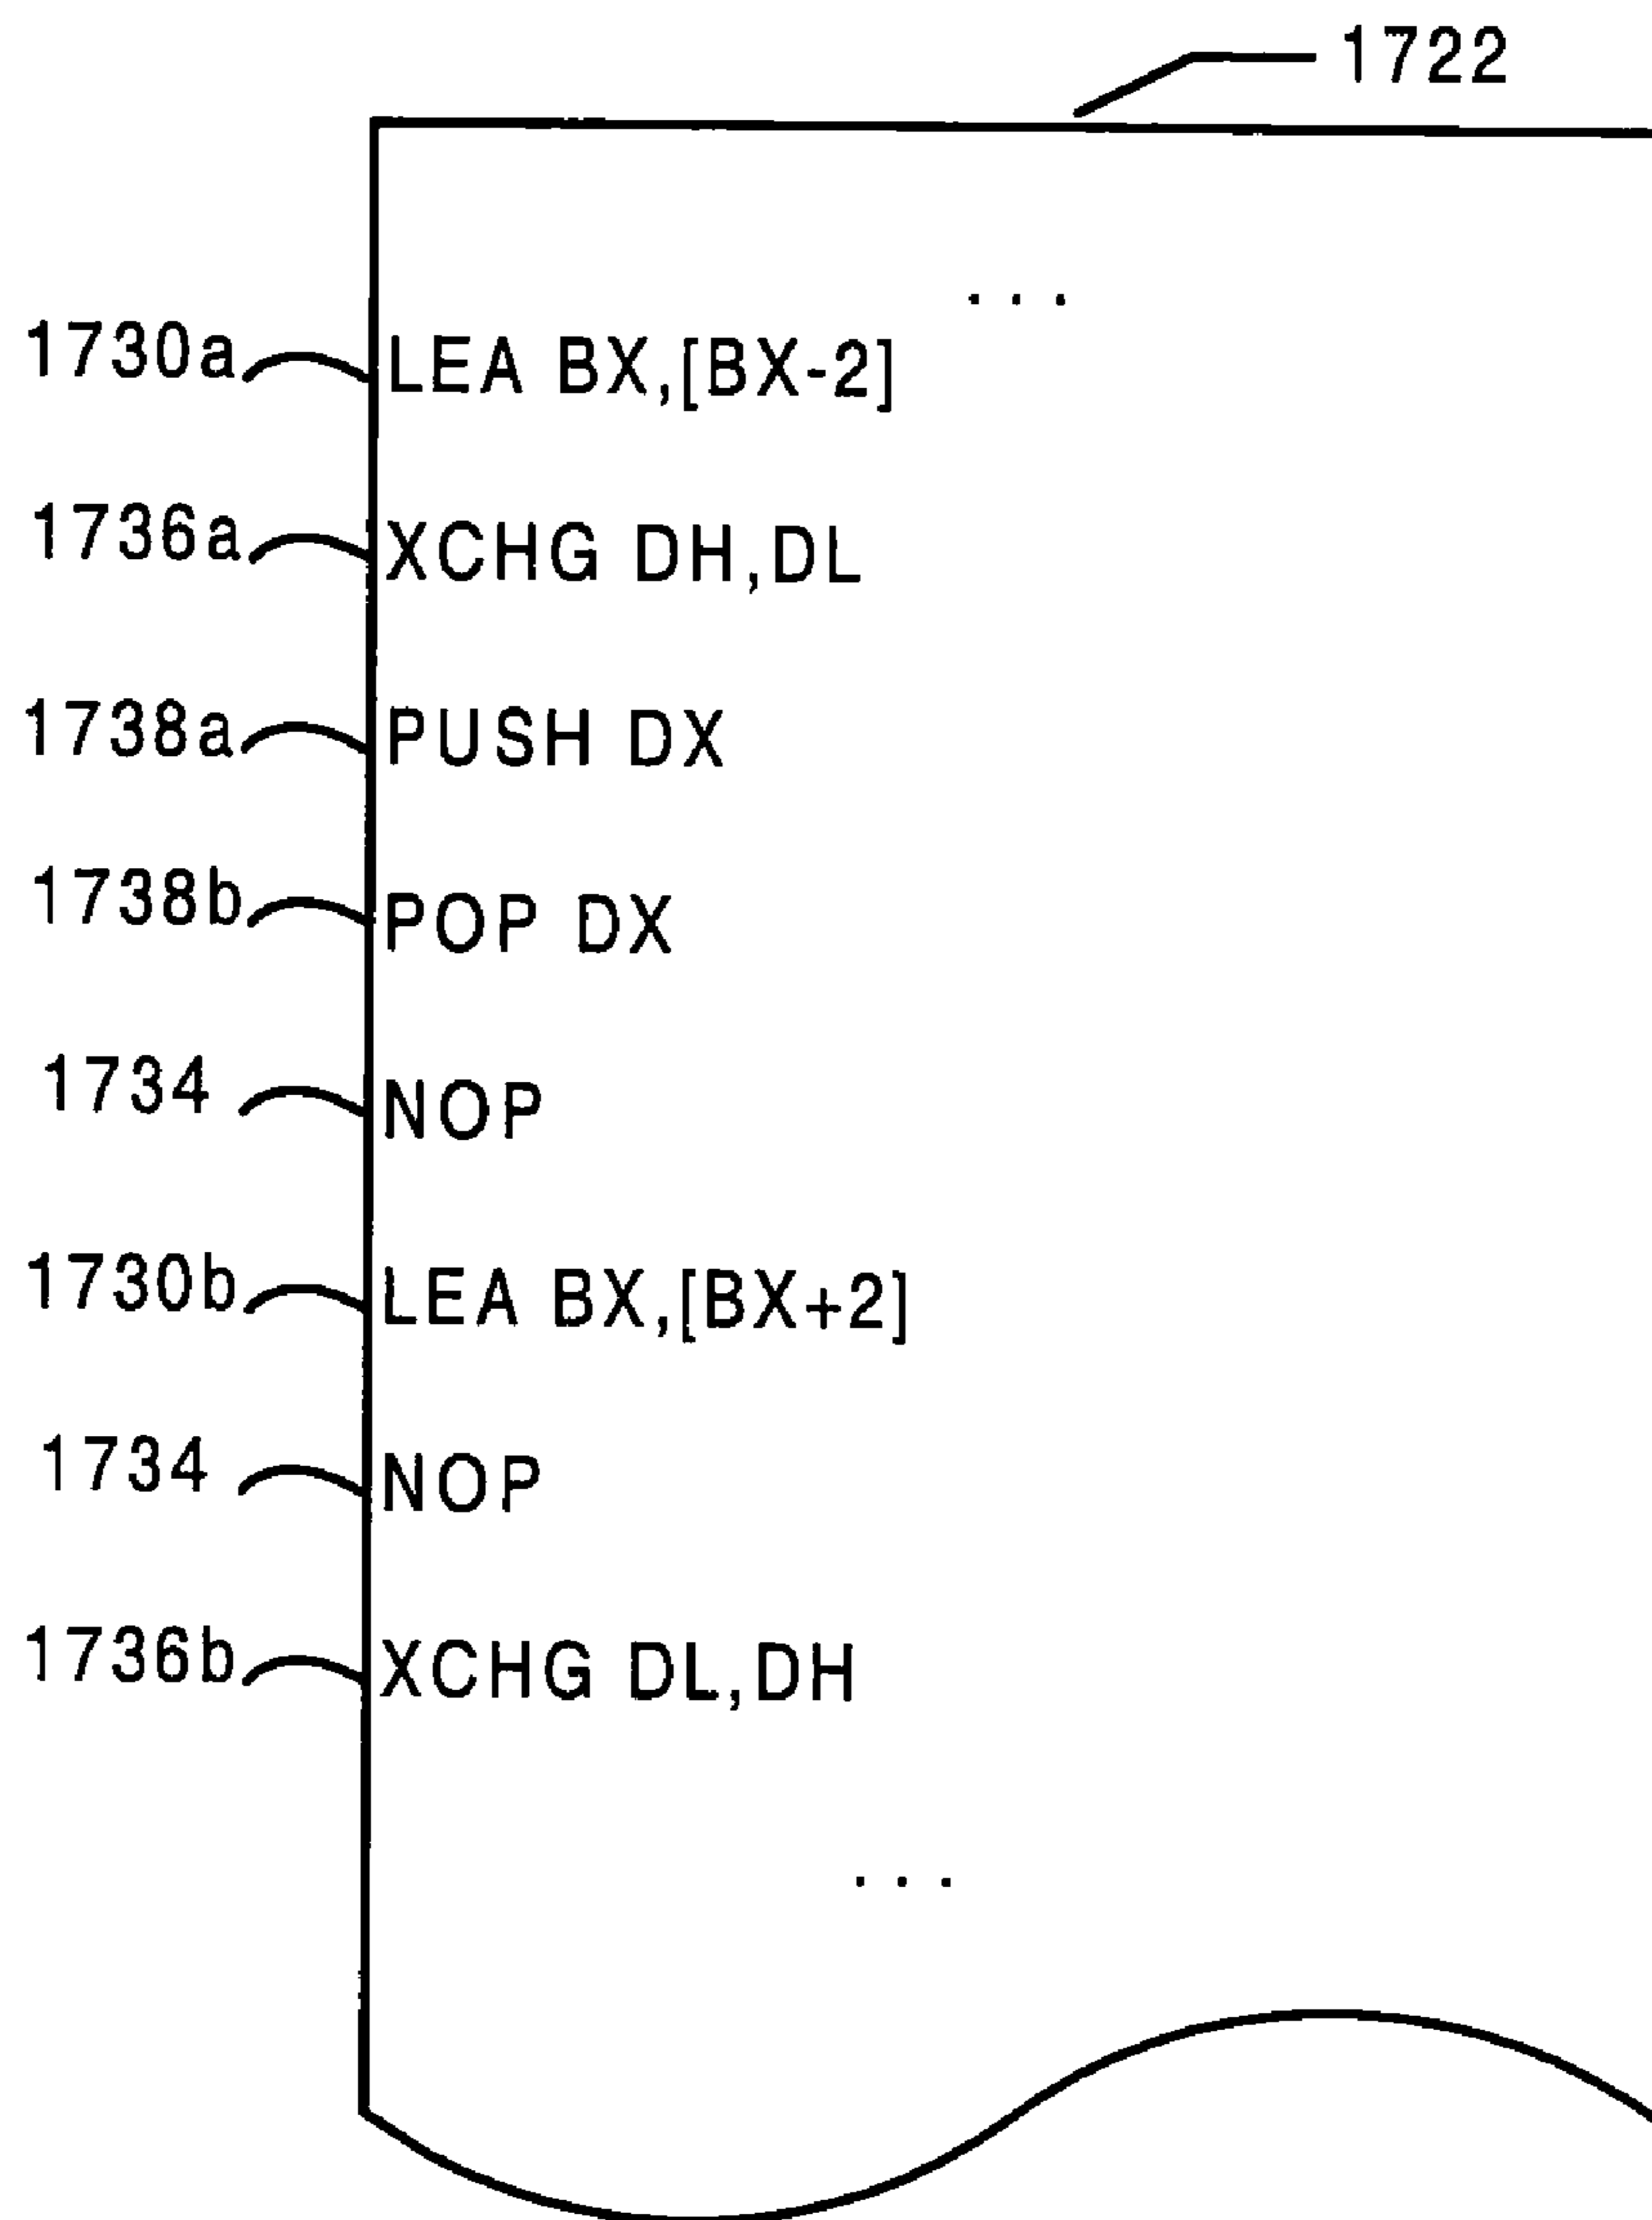 1722
...
1730a LEA BX,[BX-2]
1736a XCHG DH,DL
1738a PUSH DX
1738b POP DX
1734 NOP
1730b LEA BX,[BX+2]
1734 NOP
1736b XCHG DL,DH
...